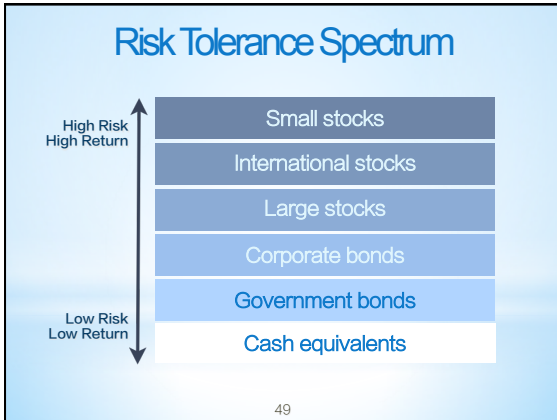 Risk Tolerance Spectrum
High Risk
High Return
Small stocks
International stocks
Large stocks
Corporate bonds
Government bonds
Low Risk
Low Return
Cash equivalents
49